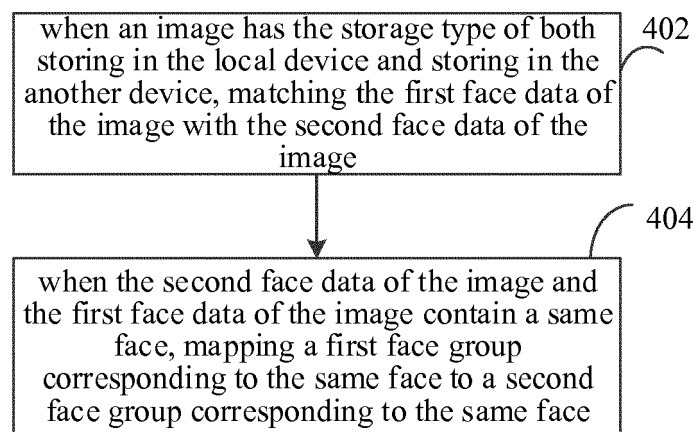 when an image has the storage type of both
storing in the local device and storing in the
another device, matching the first face data of
the image with the second face data of the
image
402
404
when the second face data of the image and
the first face data of the image contain a same
face, mapping a first face group
corresponding to the same face to a second
face group corresponding to the same face